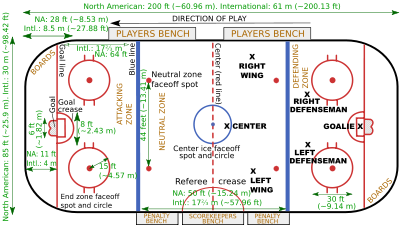 North American: 200 ft (~60.96 m). International: 61 m (~200.13 ft)
NA: 28 ft (~8.53 m)
Intl.: 8.5 m (~27.88 ft)
DIRECTION OF PLAY
PLAYERS BENCH
PLAYERS BENCH
North American: 85 ft (~25.9 m). Intl: 30 m (~98.42 ft)
BOARDS
Goal line
NA: 64 ft
Blue line
Center (red line)
X
RIGHT
WING
DEFENDING
ZONE
Neutral zone
faceoff spot
44 feet (~13.41 m)
ATTACKING
ZONE
NEUTRAL ZONE
Goal
Goal
crease
6 ft
(~1.82 m)
8 ft
(~2.43 m)
X CENTER
X
RIGHT
DEFENSEMAN
GOALIE X
X
LEFT
DEFENSEMAN
Center ice faceoff
spot and circle
NA: 11 ft
Intl: 4 m
15 ft
(~4.57 m)
Referee crease
X
LEFT
WING
NA: 50 ft (~15.24 m)
Intl.: 17⅓ m (~57.96 ft)
End zone faceoff
spot and circle
30 ft
(~9.14 m)
BOARDS
PENALTY
BENCH
SCOREKEEPERS
BENCH
PENALTY
BENCH